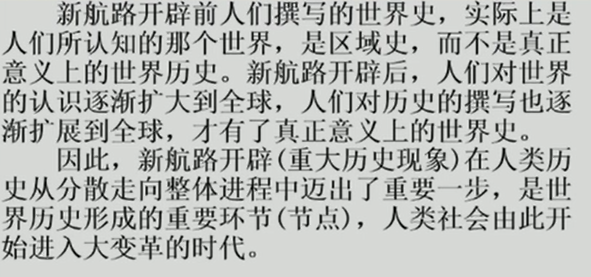 新航路开辟前人们撰写的世界史，实际上是
人们所认知的那个世界，是区域史，而不是真正
意义上的世界历史。新航路开辟后，人们对世界
的认识逐渐扩大到全球，人们对历史的撰写也逐
渐扩展到全球，才有了真正意义上的世界史。
因此，新航路开辟(重大历史现象)在人类历
史从分散走向整体进程中迈出了重要一步，是世
界历史形成的重要环节(节点)，人类社会由此开
始进入大变革的时代。